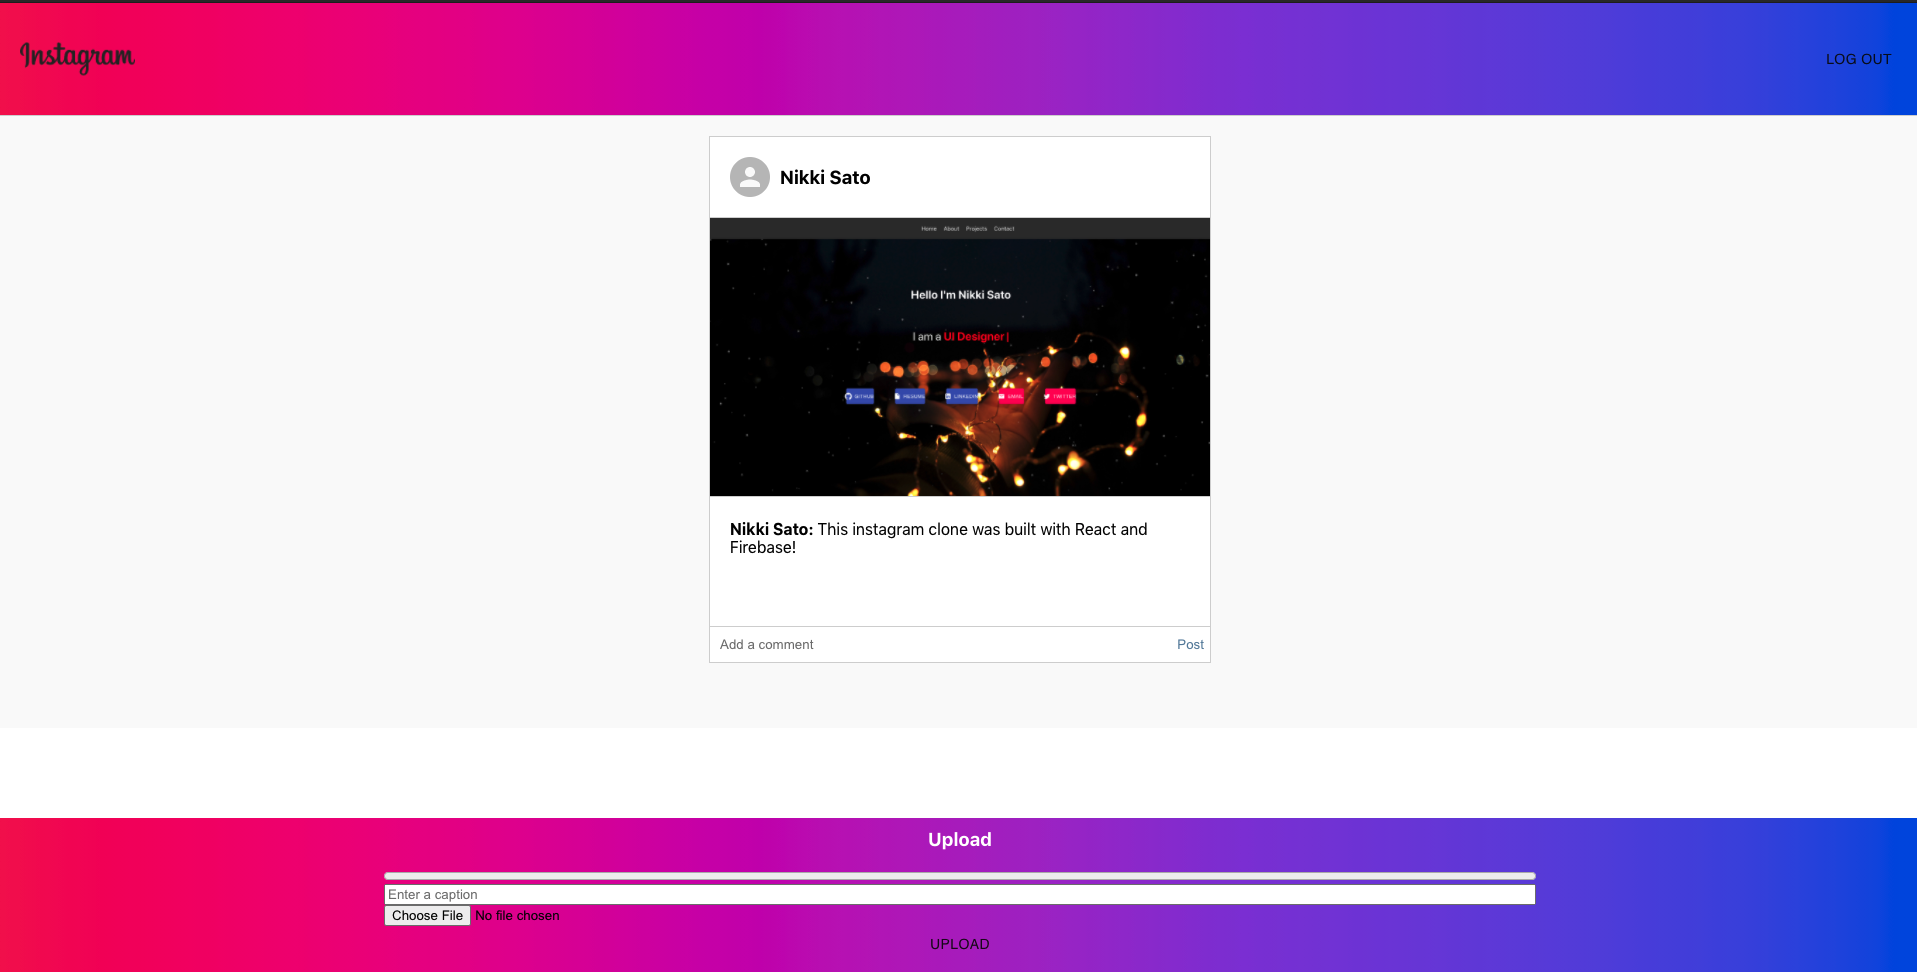 Instagram
LOG OUT
Nikki Sato
Home About Projects Contact
Hello I'm Nikki Sato
I am a UI Designer |
GITHUB RESUME LINKEDIN EMAIL TWITTER
Nikki Sato: This instagram clone was built with React and
Firebase!
Add a comment Post
Upload
Enter a caption
Choose File No file chosen
UPLOAD